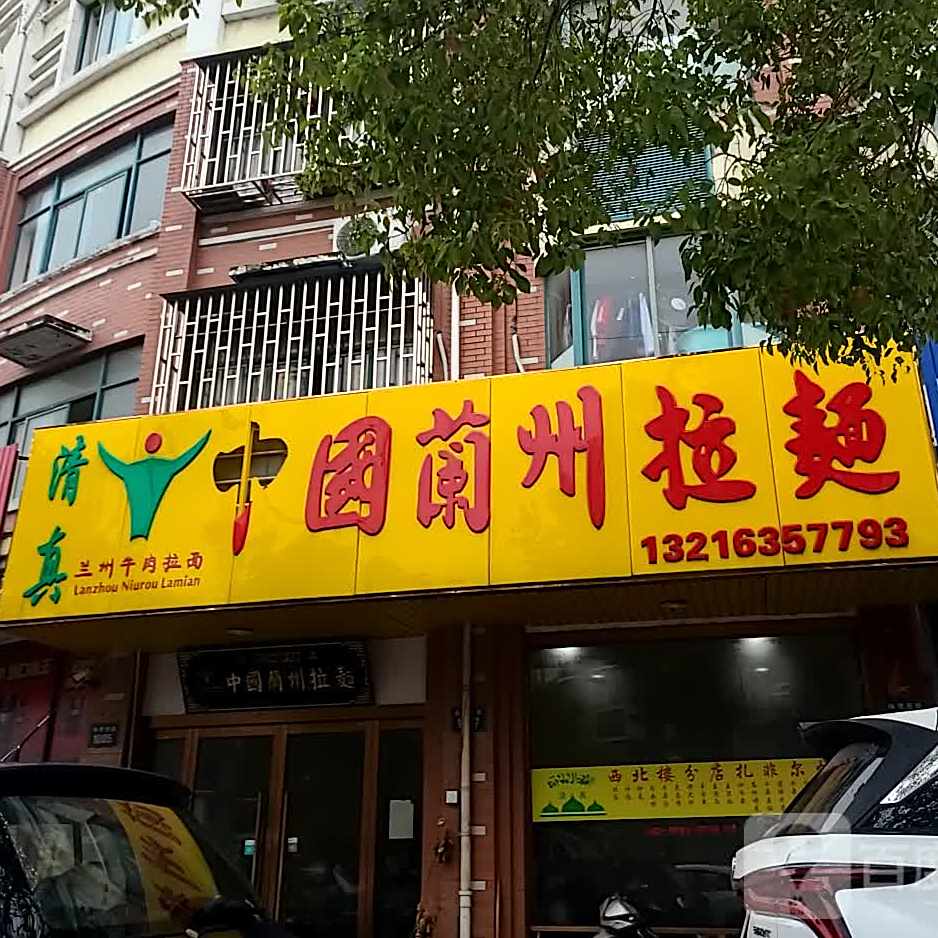 清真
中國蘭州拉麵
兰州牛肉拉面
Lanzhou Niurou Lamian
13216357793
中國蘭州拉麵
西北楼分店扎菲尔